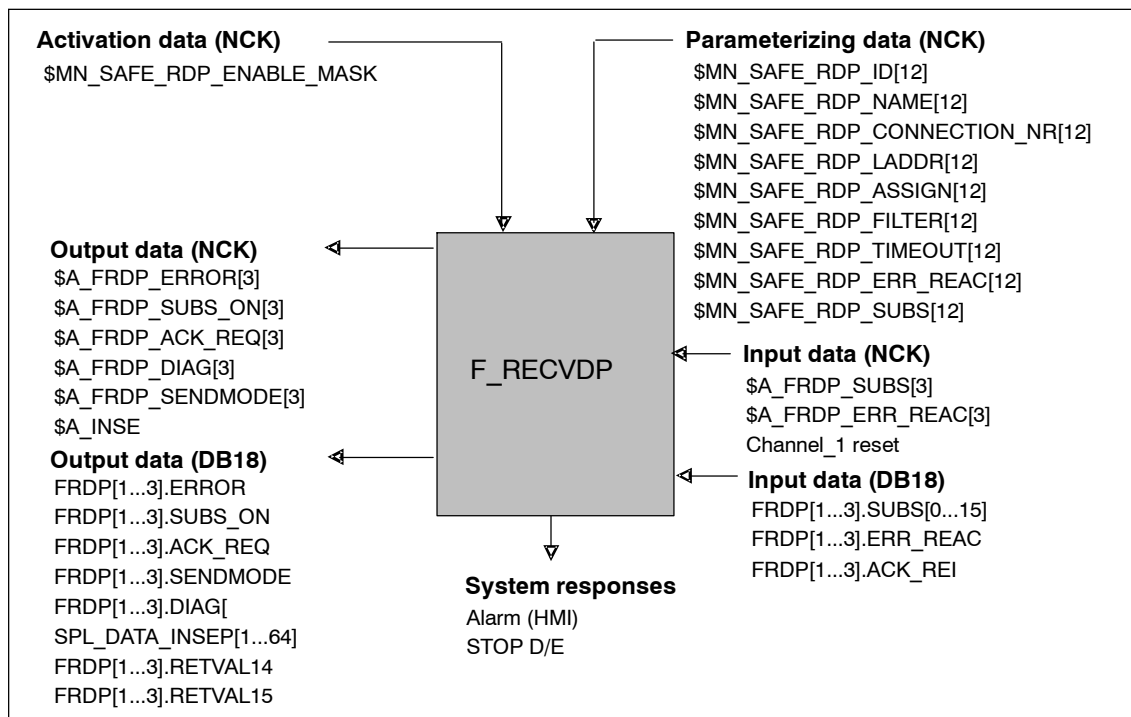 Activation data (NCK)
$MN_SAFE_RDP_ENABLE_MASK
Parameterizing data (NCK)
$MN_SAFE_RDP_ID[12]
$MN_SAFE_RDP_NAME[12]
$MN_SAFE_RDP_CONNECTION_NR[12]
$MN_SAFE_RDP_LADDR[12]
$MN_SAFE_RDP_ASSIGN[12]
$MN_SAFE_RDP_FILTER[12]
$MN_SAFE_RDP_TIMEOUT[12]
$MN_SAFE_RDP_ERR_REAC[12]
$MN_SAFE_RDP_SUBS[12]
Output data (NCK)
$A_FRDP_ERROR[3]
$A_FRDP_SUBS_ON[3]
$A_FRDP_ACK_REQ[3]
$A_FRDP_DIAG[3]
$A_FRDP_SENDMODE[3]
$A_INSE
Output data (DB18)
FRDP[1...3].ERROR
FRDP[1...3].SUBS_ON
FRDP[1...3].ACK_REQ
FRDP[1...3].SENDMODE
FRDP[1...3].DIAG[
SPL_DATA_INSEP[1...64]
FRDP[1...3].RETVAL14
FRDP[1...3].RETVAL15
F_RECVDP
Input data (NCK)
$A_FRDP_SUBS[3]
$A_FRDP_ERR_REAC[3]
Channel_1 reset
Input data (DB18)
FRDP[1...3].SUBS[0...15]
FRDP[1...3].ERR_REAC
FRDP[1...3].ACK_REI
System responses
Alarm (HMI)
STOP D/E